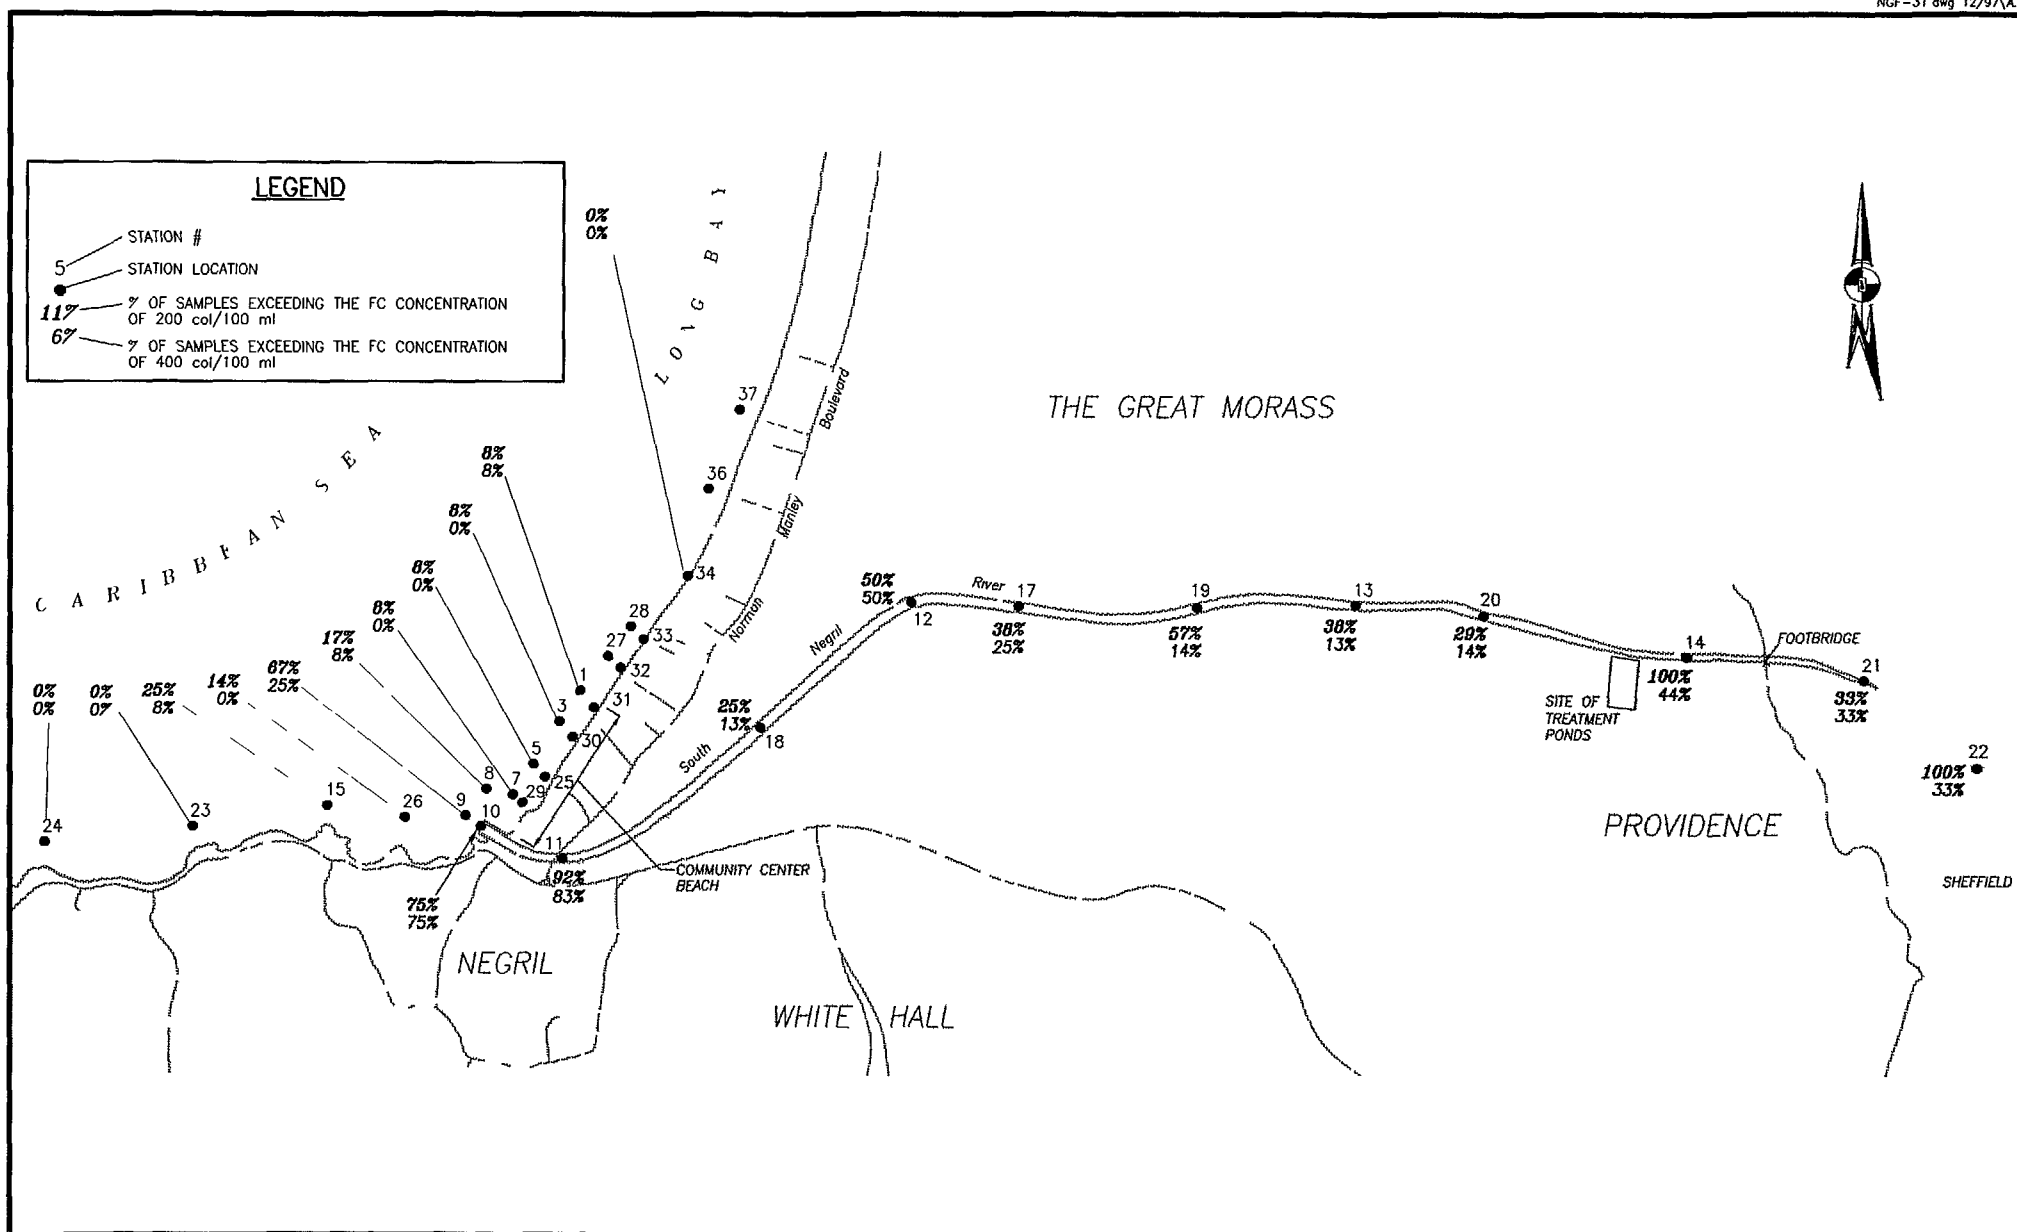 NGF-31 dwg 12/97\A
LEGEND
STATION #
5
STATION LOCATION
11%
% OF SAMPLES EXCEEDING THE FC CONCENTRATION
OF 200 col/100 ml
6%
% OF SAMPLES EXCEEDING THE FC CONCENTRATION
OF 400 col/100 ml
0%
0%
LONG BAY
37
Boulevard
THE GREAT MORASS
CARIBBEAN SEA
8%
8%
36
Manley
8%
0%
34
8%
0%
28
33
Norman
27
32
8%
0%
1
31
17%
8%
3
30
67%
25%
5
25
14%
0%
8
7
29
25%
8%
9
10
0%
0%
15
26
0%
0%
23
24
50%
50%
12
River
17
38%
25%
19
57%
14%
13
38%
13%
20
29%
14%
14
100%
44%
FOOTBRIDGE
21
33%
33%
SITE OF
TREATMENT
PONDS
Negril
25%
13%
18
South
22
100%
33%
PROVIDENCE
11
92%
83%
COMMUNITY CENTER
BEACH
SHEFFIELD
75%
75%
NEGRIL
WHITE HALL